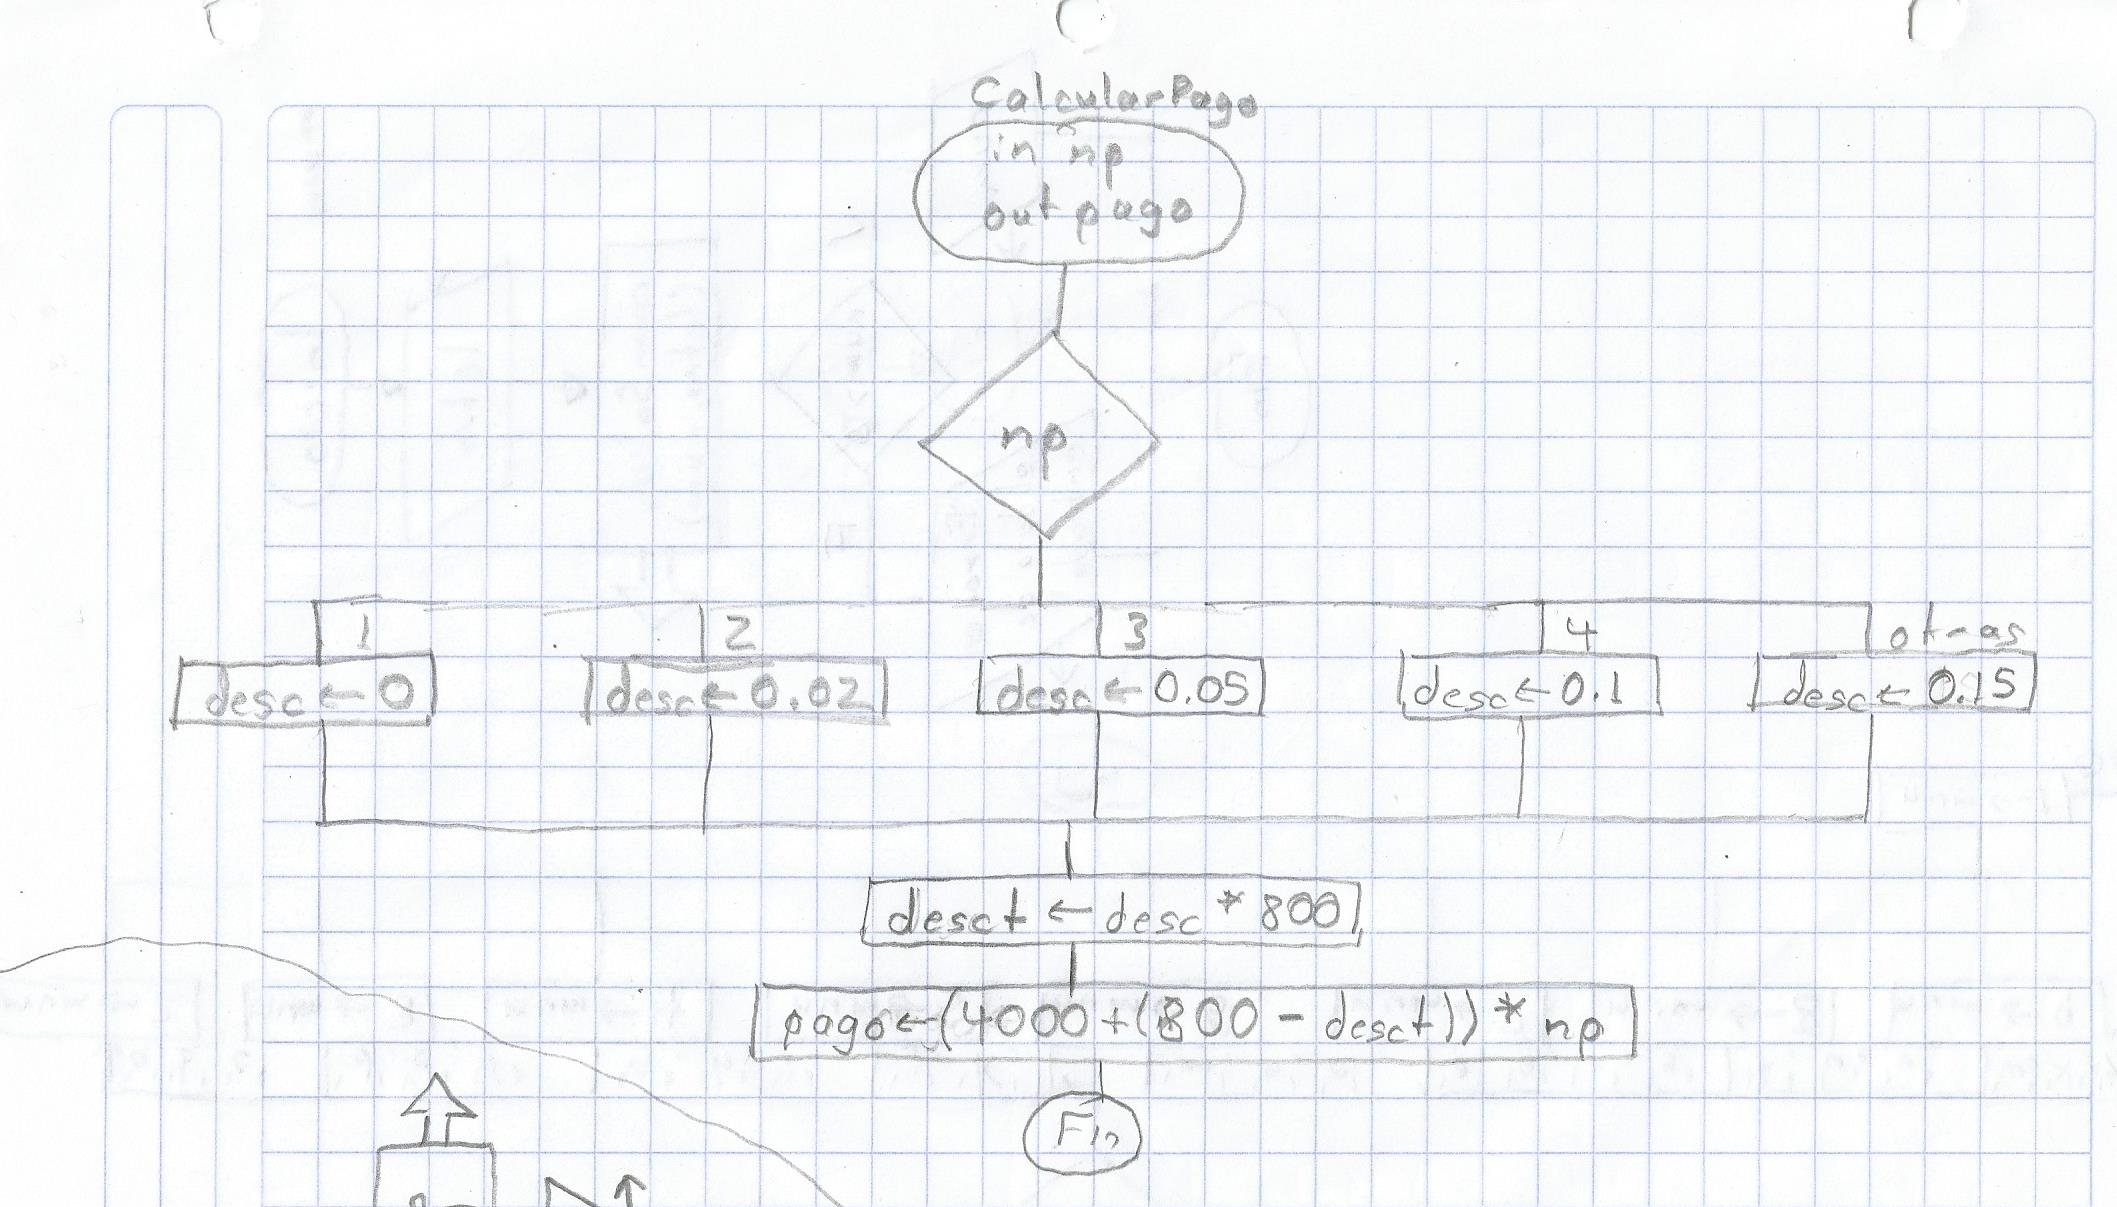 CalcularPago
in np
out pago
np
1
2
3
4
otras
desc ← 0
desc ← 0.02
desc ← 0.05
desc ← 0.1
desc ← 0.15
desct ← desc * 800
pago ← (4000 + (800 - desct)) * np
Fin